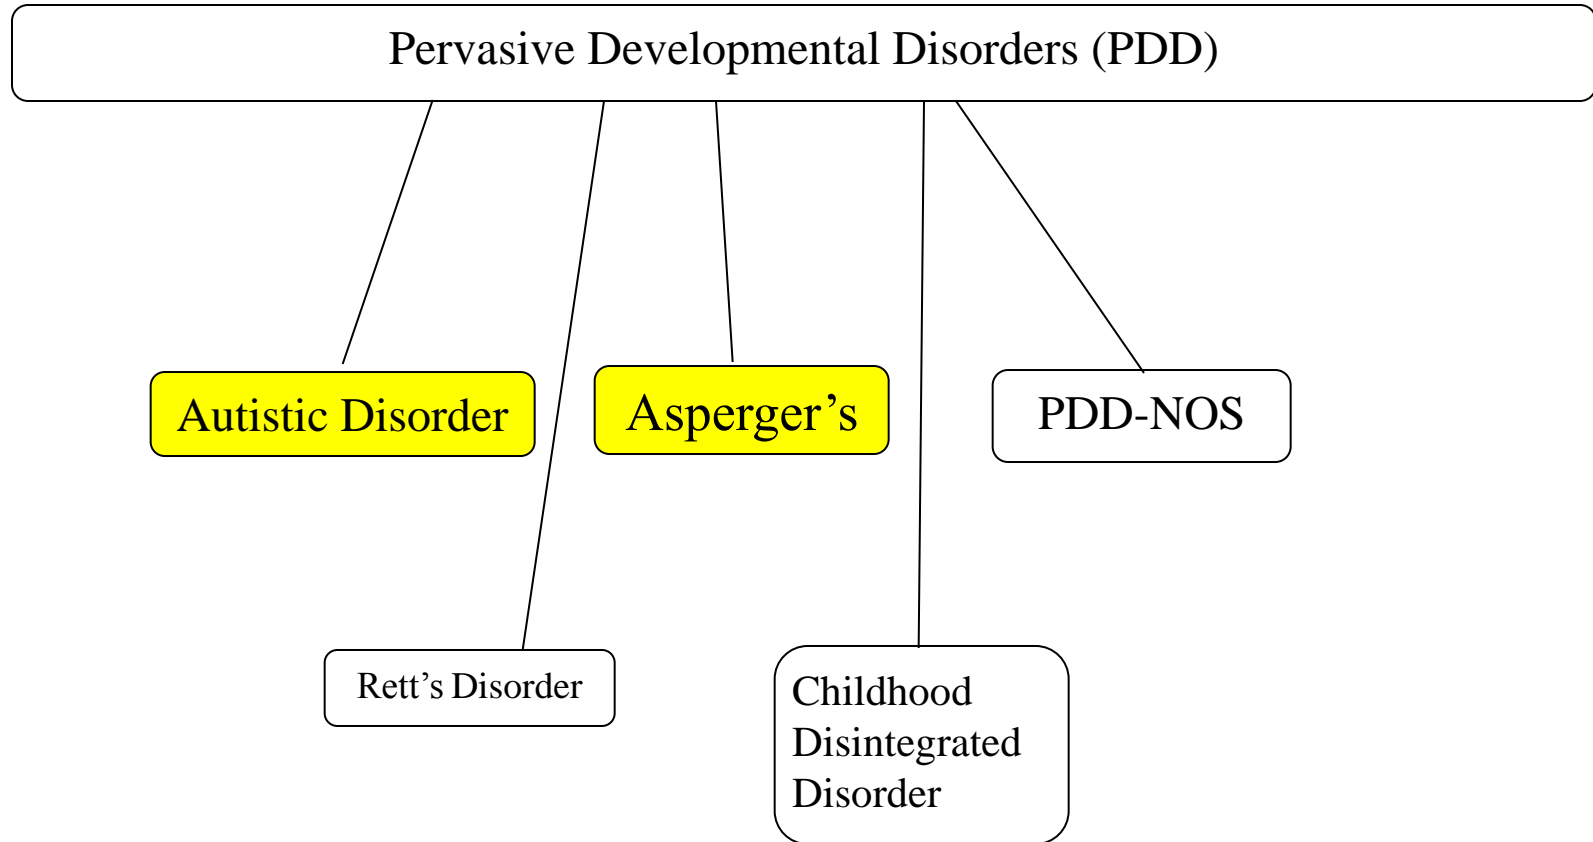 Pervasive Developmental Disorders (PDD)
Autistic Disorder
Asperger’s
PDD-NOS
Rett’s Disorder
Childhood
Disintegrated
Disorder